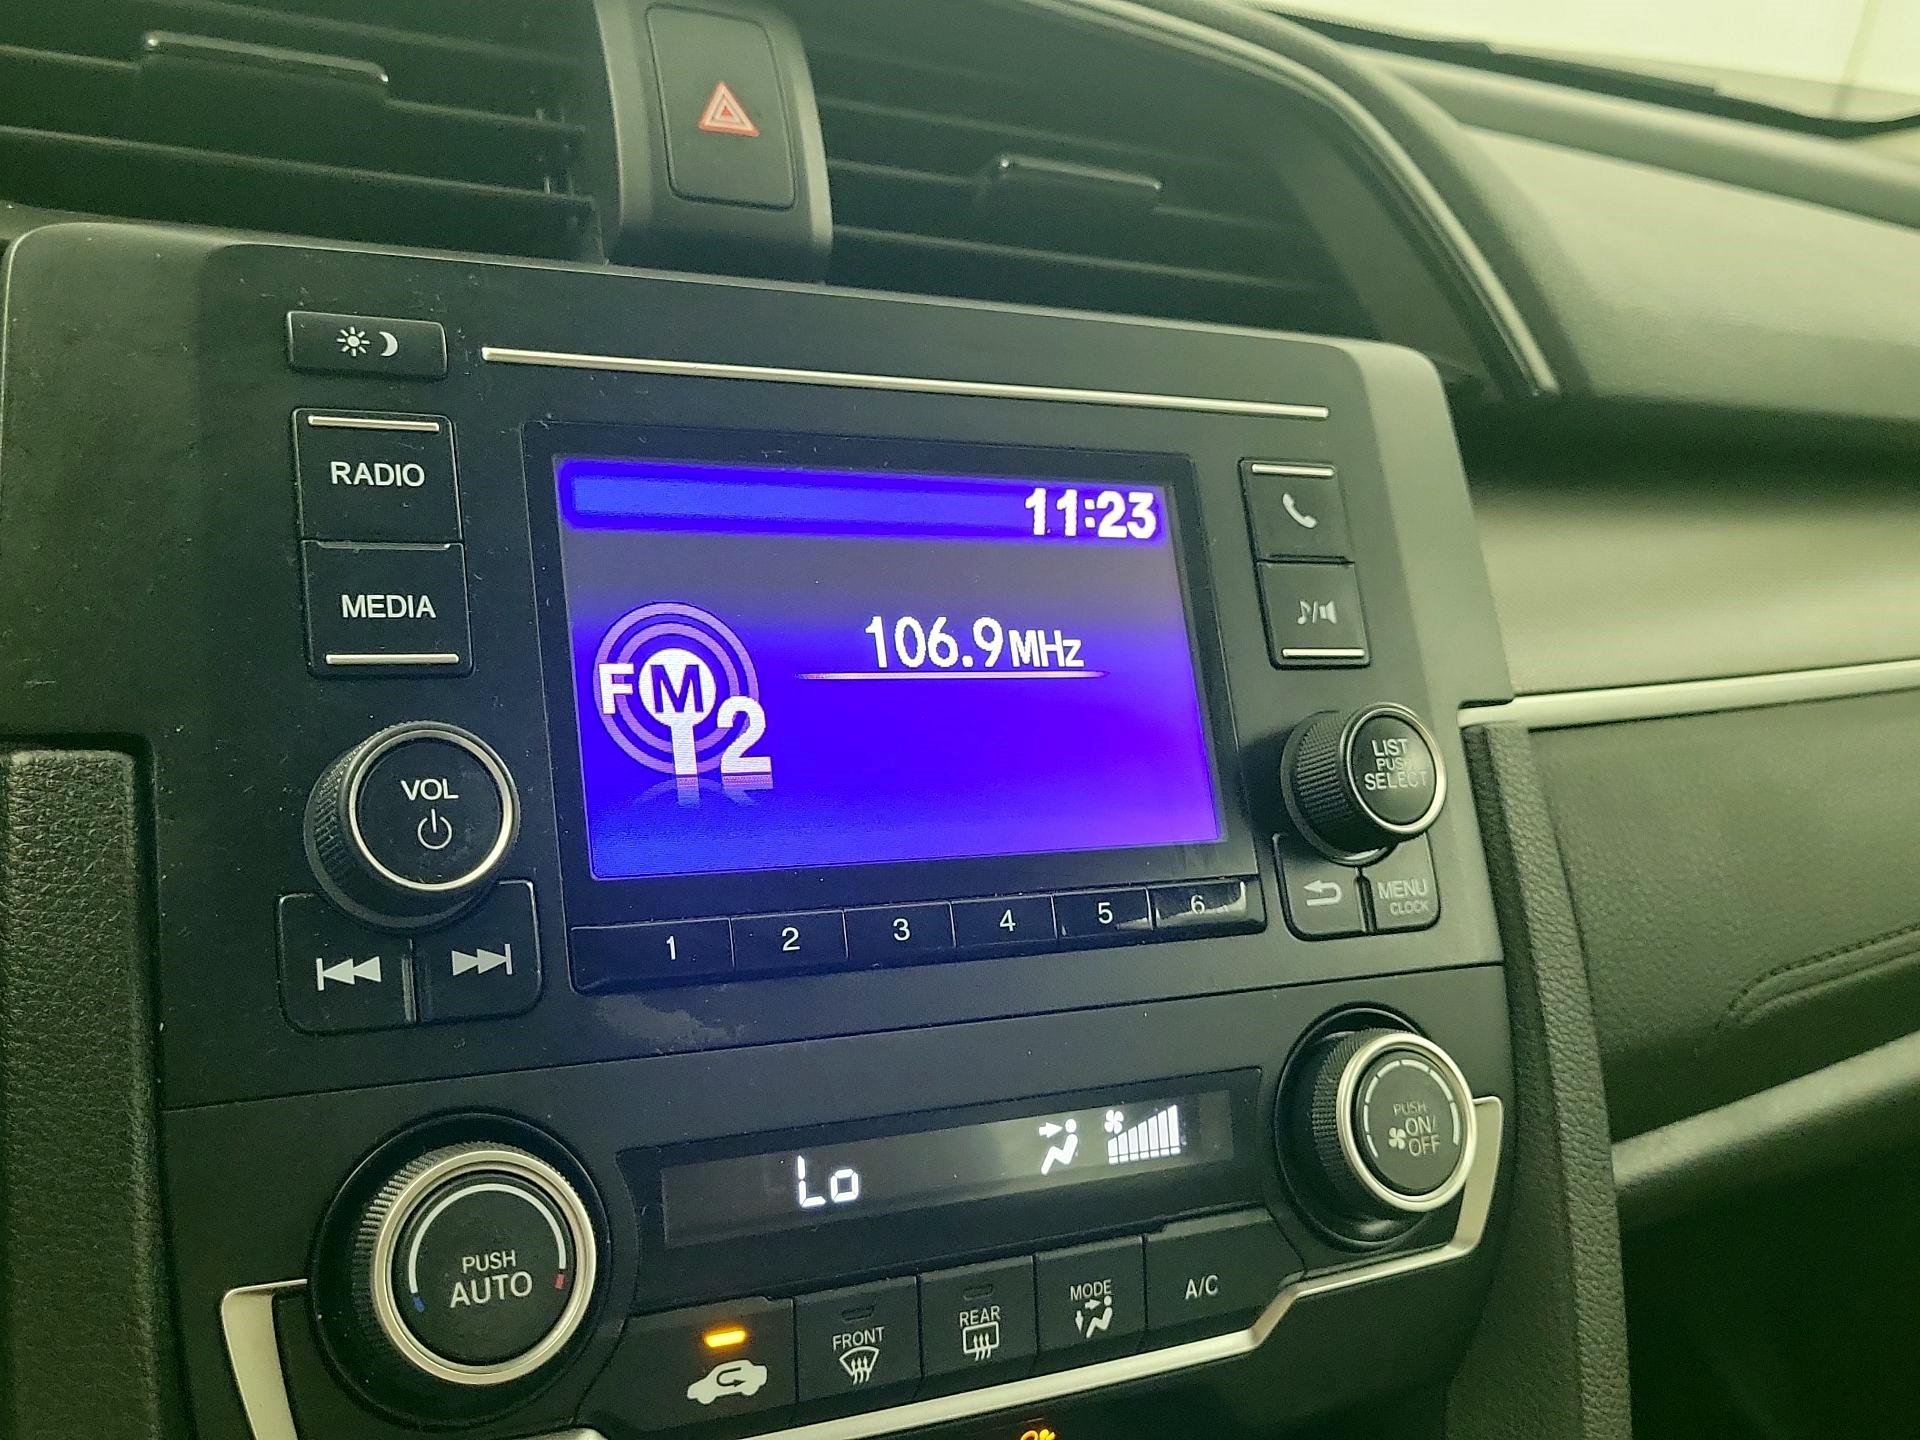 RADIO
MEDIA
VOL
11:23
106.9MHz
FM
2
LIST
PUSH
SELECT
MENU
CLOCK
1 2 3 4 5 6
Lo
PUSH
ON/
OFF
PUSH
AUTO
FRONT
REAR
MODE
A/C